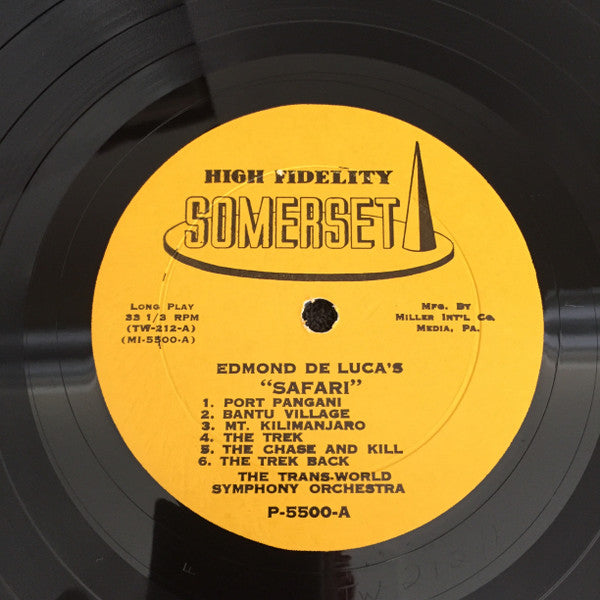 HIGH FIDELITY
SOMERSET
LONG PLAY
33 1/3 RPM
(TW-212-A)
(MI-5500-A)
MFG. BY
MILLER INT'L CO.
MEDIA, PA.
EDMOND DE LUCA'S
"SAFARI"
1. PORT PANGANI
2. BANTU VILLAGE
3. MT. KILIMANJARO
4. THE TREK
5. THE CHASE AND KILL
6. THE TREK BACK
THE TRANS-WORLD
SYMPHONY ORCHESTRA
P-5500-A